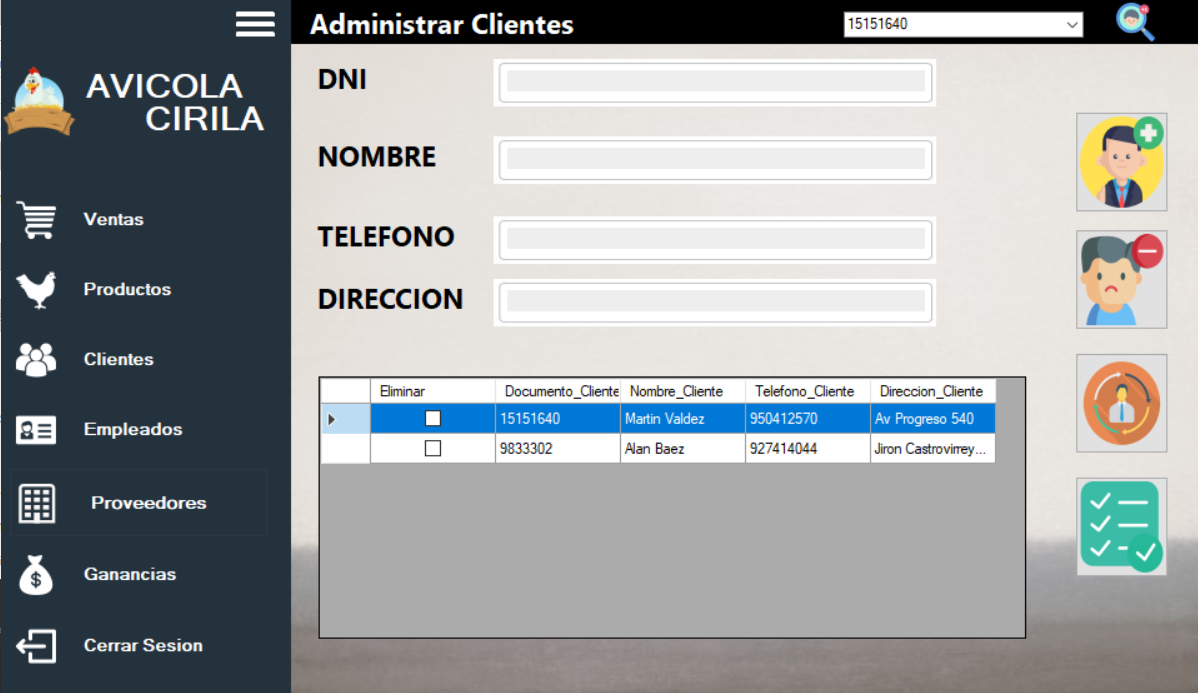 Administrar Clientes
15151640
AVICOLA
CIRILA
Ventas
Productos
Clientes
Empleados
Proveedores
Ganancias
Cerrar Sesion
DNI
NOMBRE
TELEFONO
DIRECCION
Eliminar Documento_Cliente Nombre_Cliente Telefono_Cliente Direccion_Cliente
15151640 Martin Valdez 950412570 Av Progreso 540
9833302 Alan Baez 927414044 Jiron Castrovirrey...